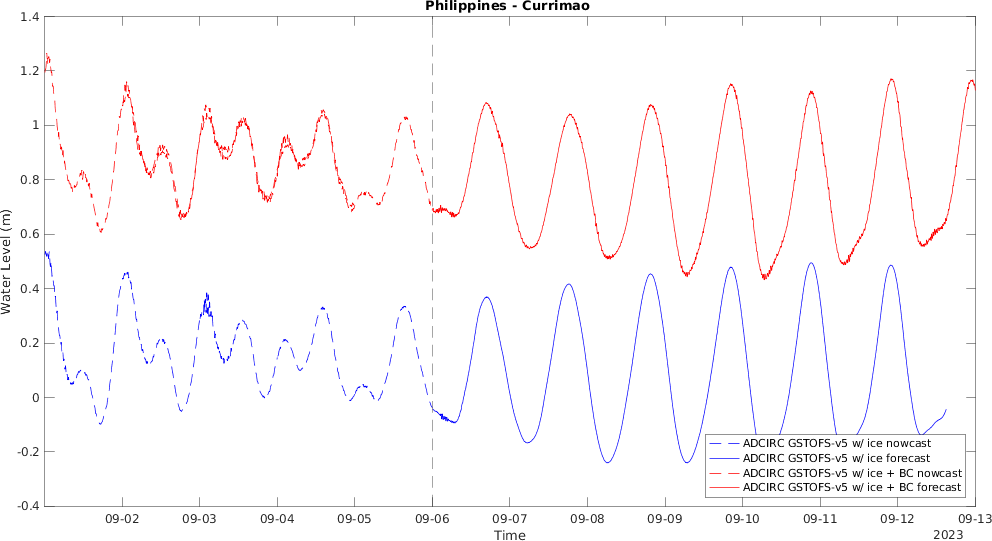 Philippines - Currimao
Water Level (m)
1.4
1.2
1
0.8
0.6
0.4
0.2
0
-0.2
-0.4
ADCIRC GSTOFS-v5 w/ ice nowcast
ADCIRC GSTOFS-v5 w/ ice forecast
ADCIRC GSTOFS-v5 w/ ice + BC nowcast
ADCIRC GSTOFS-v5 w/ ice + BC forecast
09-02 09-03 09-04 09-05 09-06 09-07 09-08 09-09 09-10 09-11 09-12 09-13
Time
2023